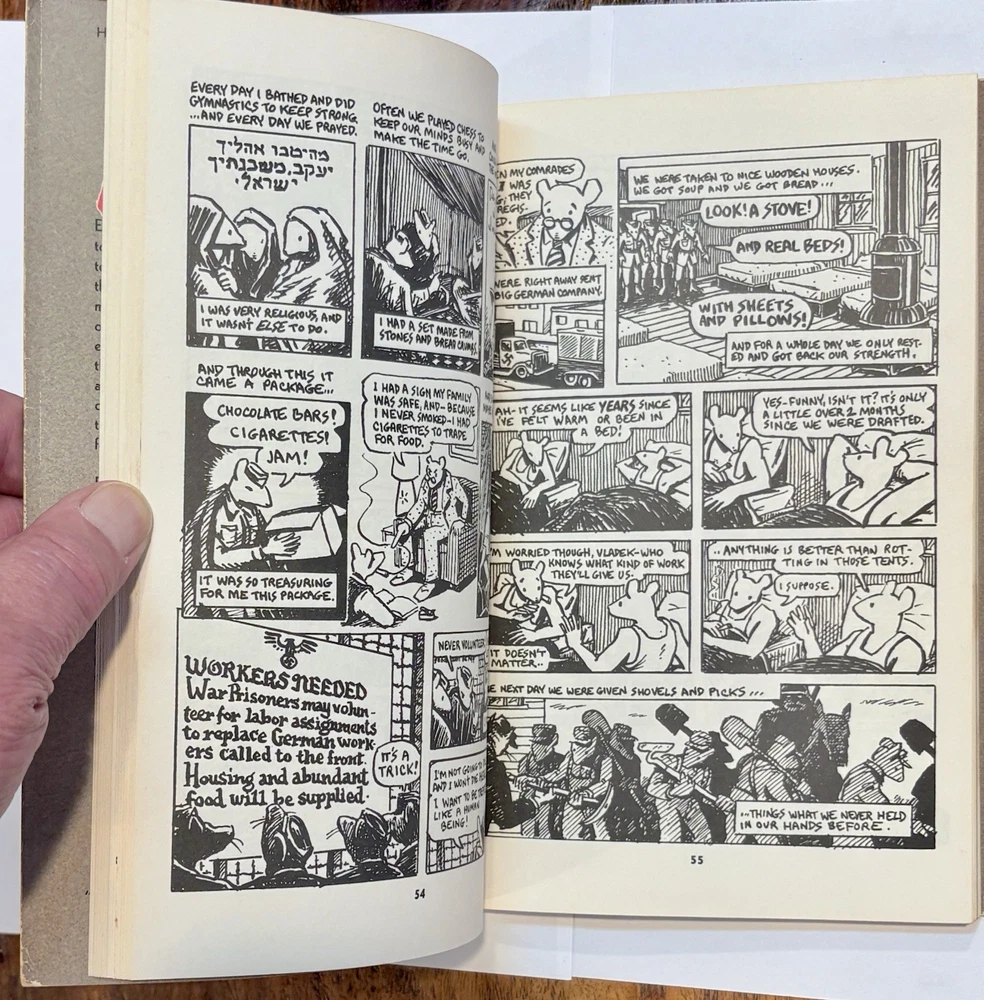 EVERY DAY I BATHED AND DID
GYMNASTICS TO KEEP STRONG.
...AND EVERY DAY WE PRAYED.
מה-יטבו אהליך
יעקב, משכנתיך
ישראל י
I WAS VERY RELIGIOUS, AND
IT WASN'T ELSE TO DO.
OFTEN WE PLAYED CHESS TO
KEEP OUR MINDS BUSY AND
MAKE THE TIME GO.
I HAD A SET MADE FROM
STONES AND BREAD CRUMBS.
AND THROUGH THIS IT
CAME A PACKAGE...
CHOCOLATE BARS!
CIGARETTES!
JAM!
IT WAS SO TREASURING
FOR ME THIS PACKAGE.
I HAD A SIGN MY FAMILY
WAS SAFE, AND-BECAUSE
I NEVER SMOKED-I HAD
CIGARETTES TO TRADE
FOR FOOD.
WORKERS NEEDED
War Prisoners may volun-
teer for labor assignments
to replace German work-
ers called to the front.
Housing and abundant
food will be supplied.
IT'S A
TRICK!
NEVER VOLUNTEER
I'M NOT GOING TO
AND I WON'T DIE
I WANT TO BE
LIKE A HUMAN
BEING!
54
MY COMRADES
WAS
THEY
WERE RIGHT AWAY SENT
BIG GERMAN COMPANY.
WE WERE TAKEN TO NICE WOODEN HOUSES.
WE GOT SOUP AND WE GOT BREAD...
LOOK! A STOVE!
AND REAL BEDS!
WITH SHEETS
AND PILLOWS!
AND FOR A WHOLE DAY WE ONLY REST-
ED AND GOT BACK OUR STRENGTH.
AH-IT SEEMS LIKE YEARS SINCE
I'VE FELT WARM OR BEEN IN
A BED!
YES-FUNNY, ISN'T IT? IT'S ONLY
A LITTLE OVER 2 MONTHS
SINCE WE WERE DRAFTED.
I'M WORRIED THOUGH, VLADEK-WHO
KNOWS WHAT KIND OF WORK
THEY'LL GIVE US.
IT DOESN'T
MATTER..
..ANYTHING IS BETTER THAN ROT-
TING IN THOSE TENTS.
I SUPPOSE.
NEXT DAY WE WERE GIVEN SHOVELS AND PICKS ...
...THINGS WHAT WE NEVER HELD
IN OUR HANDS BEFORE.
55